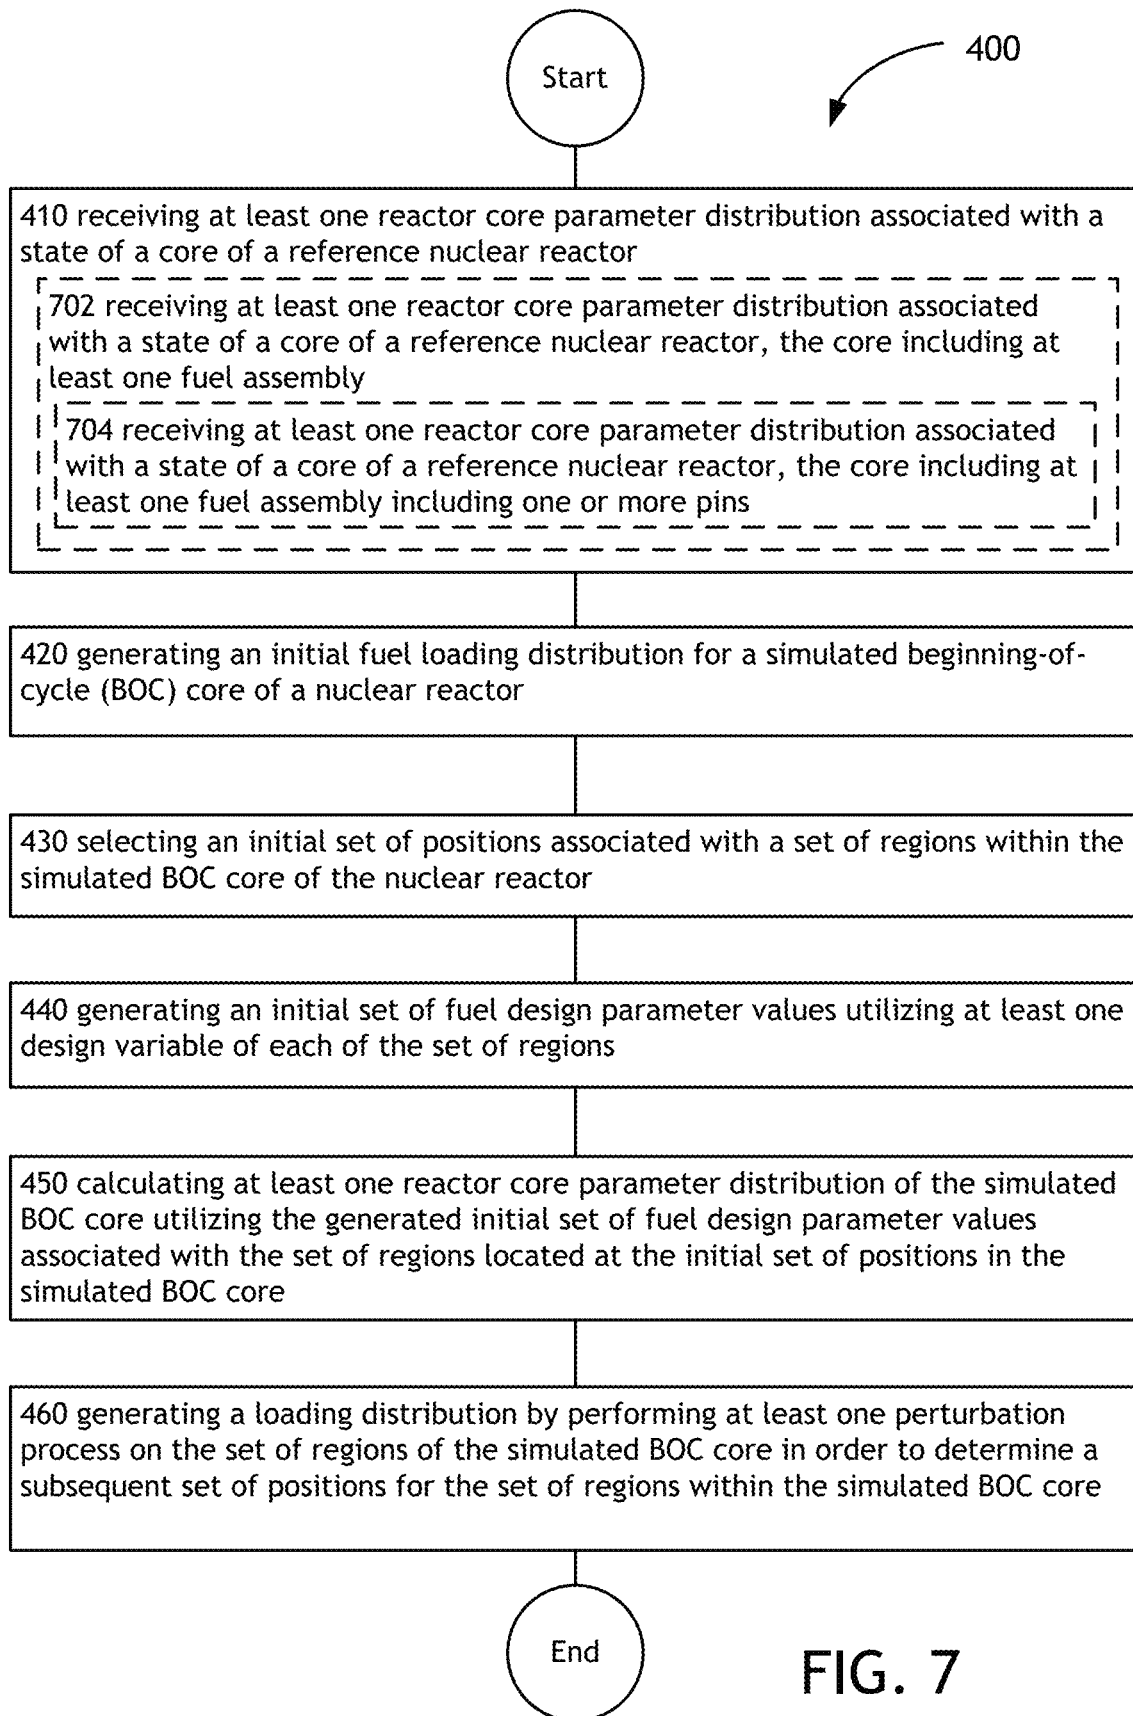 Start
400
410 receiving at least one reactor core parameter distribution associated with a
state of a core of a reference nuclear reactor
702 receiving at least one reactor core parameter distribution associated
with a state of a core of a reference nuclear reactor, the core including at
least one fuel assembly
704 receiving at least one reactor core parameter distribution associated
with a state of a core of a reference nuclear reactor, the core including at
least one fuel assembly including one or more pins
420 generating an initial fuel loading distribution for a simulated beginning-of-
cycle (BOC) core of a nuclear reactor
430 selecting an initial set of positions associated with a set of regions within the
simulated BOC core of the nuclear reactor
440 generating an initial set of fuel design parameter values utilizing at least one
design variable of each of the set of regions
450 calculating at least one reactor core parameter distribution of the simulated
BOC core utilizing the generated initial set of fuel design parameter values
associated with the set of regions located at the initial set of positions in the
simulated BOC core
460 generating a loading distribution by performing at least one perturbation
process on the set of regions of the simulated BOC core in order to determine a
subsequent set of positions for the set of regions within the simulated BOC core
End
FIG. 7